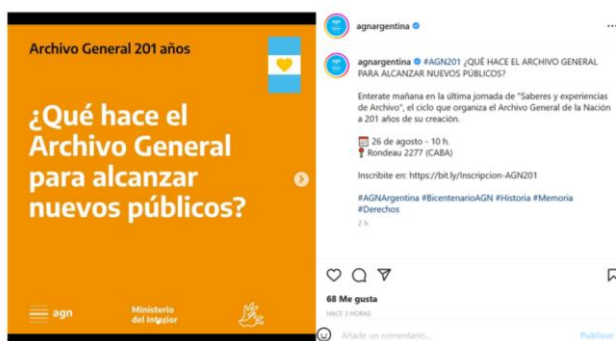 Archivo General 201 años
¿Qué hace el
Archivo General
para alcanzar
nuevos públicos?
agn
Ministerio
del Interior
agnargentina
agnargentina #AGN201 ¿QUÉ HACE EL ARCHIVO GENERAL
PARA ALCANZAR NUEVOS PÚBLICOS?
Enterate mañana en la última jornada de "Saberes y experiencias
de Archivo", el ciclo que organiza el Archivo General de la Nación
a 201 años de su creación.
26 de agosto - 10 h.
Rondeau 2277 (CABA)
Inscribite en: https://bit.ly/Inscripcion-AGN201
#AGNArgentina #BicentenarioAGN #Historia #Memoria
#Derechos
2 h
68 Me gusta
HACE 2 HORAS
Añade un comentario...
Publicar